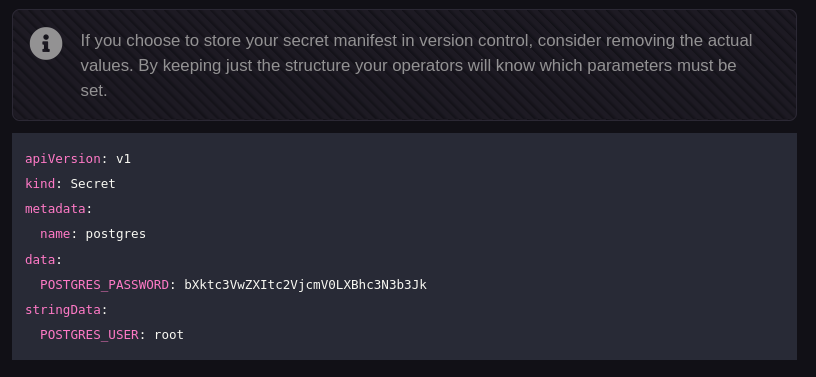 If you choose to store your secret manifest in version control, consider removing the actual
values. By keeping just the structure your operators will know which parameters must be
set.
apiVersion: v1
kind: Secret
metadata:
  name: postgres
data:
  POSTGRES_PASSWORD: bXktc3VwZXItc2VjcmV0LXBhc3N3b3Jk
stringData:
  POSTGRES_USER: root